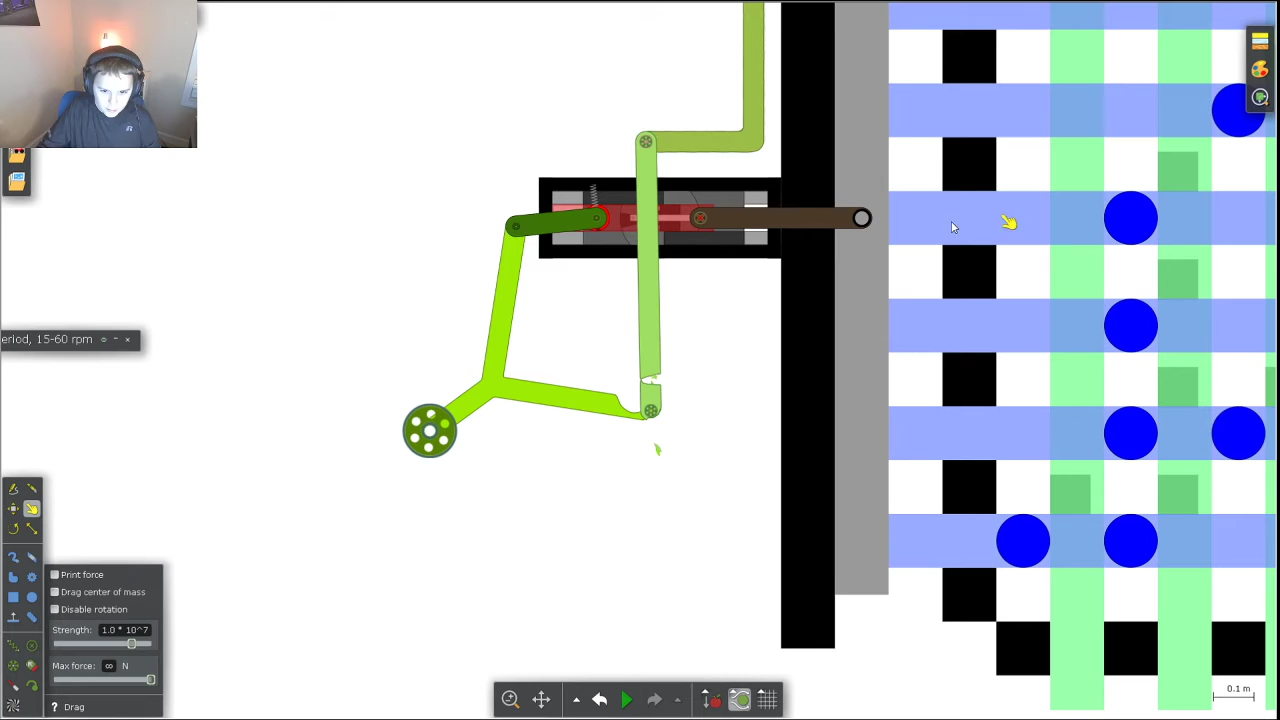 eriod, 15-60 rpm
Print force
Drag center of mass
Disable rotation
Strength: 1.0 * 10^7
Max force: ∞ N
? Drag
0.1 m